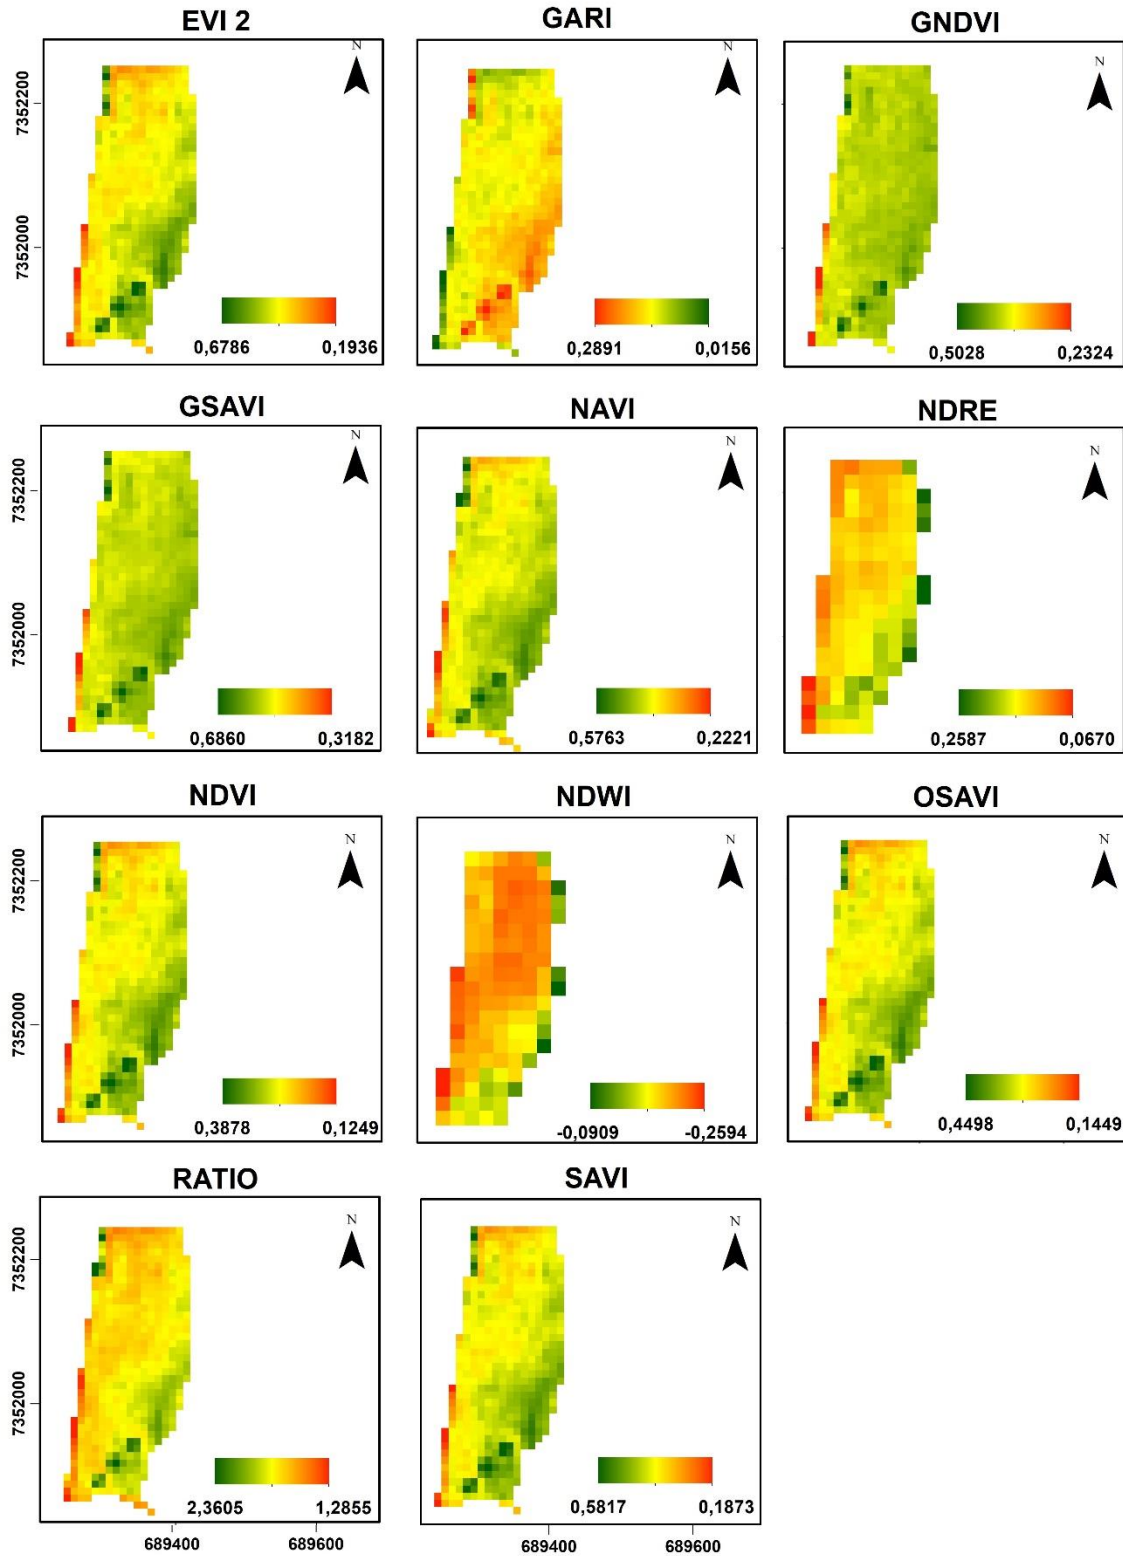 EVI 2
GARI
GNDVI
N
N
N
7352200
7352000
0,6786 0,1936
0,2891 0,0156
0,5028 0,2324
GSAVI
NAVI
NDRE
N
N
N
7352200
7352000
0,6860 0,3182
0,5763 0,2221
0,2587 0,0670
NDVI
NDWI
OSAVI
N
N
N
7352200
7352000
0,3878 0,1249
-0,0909 -0,2594
0,4498 0,1449
RATIO
SAVI
N
N
7352200
7352000
2,3605 1,2855
0,5817 0,1873
689400 689600
689400 689600